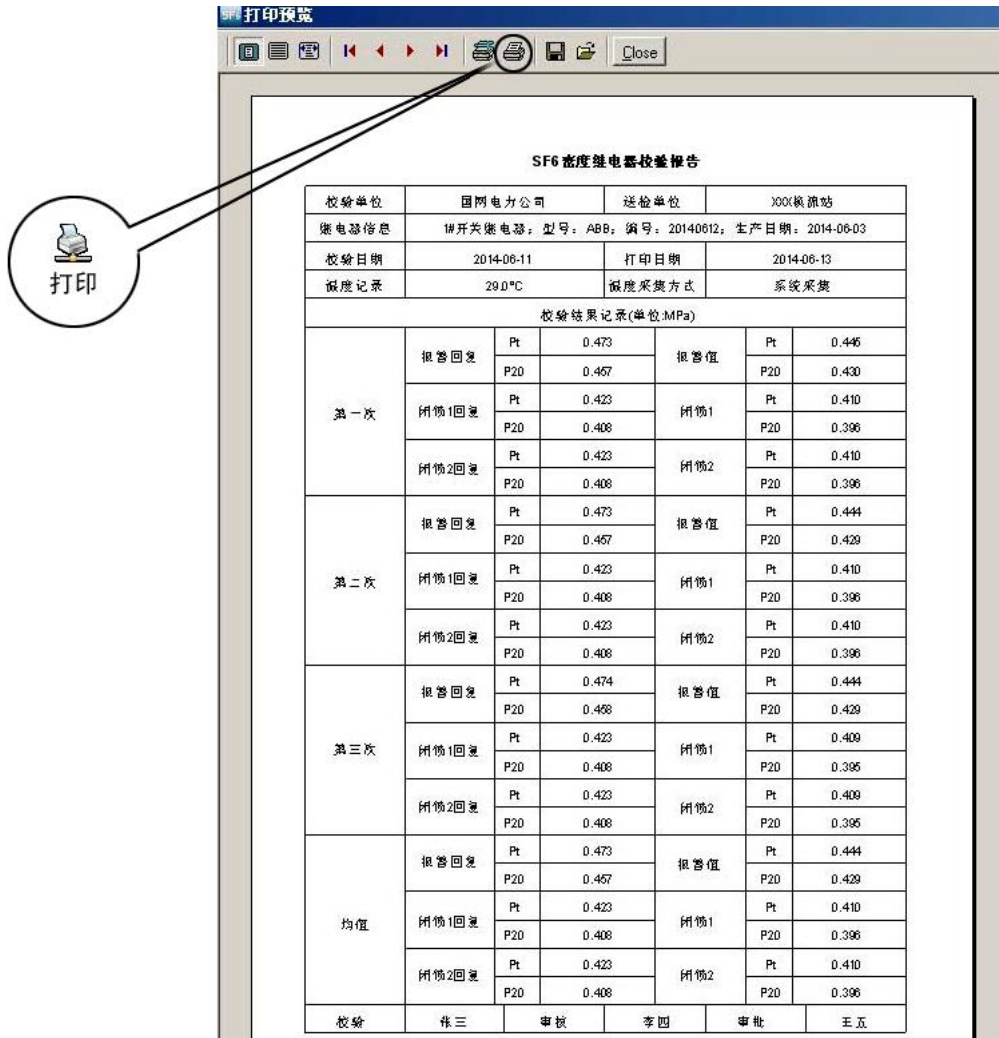 SF6 打印预览
Close
打印
SF6密度继电器校验报告
校验单位 国网电力公司 送检单位 XXX换流站
继电器信息 1#开关继电器；型号：ABB；编号：20140612；生产日期：2014-06-03
校验日期 2014-06-11 打印日期 2014-06-13
温度记录 29.0°C 温度采集方式 系统采集
校验结果记录(单位:MPa)
第一次 报警回复 Pt 0.473 报警值 Pt 0.445
P20 0.457 P20 0.430
闭锁1回复 Pt 0.423 闭锁1 Pt 0.410
P20 0.408 P20 0.396
闭锁2回复 Pt 0.423 闭锁2 Pt 0.410
P20 0.408 P20 0.396
第二次 报警回复 Pt 0.473 报警值 Pt 0.444
P20 0.457 P20 0.429
闭锁1回复 Pt 0.423 闭锁1 Pt 0.410
P20 0.408 P20 0.396
闭锁2回复 Pt 0.423 闭锁2 Pt 0.410
P20 0.408 P20 0.396
第三次 报警回复 Pt 0.474 报警值 Pt 0.444
P20 0.458 P20 0.429
闭锁1回复 Pt 0.423 闭锁1 Pt 0.409
P20 0.408 P20 0.395
闭锁2回复 Pt 0.423 闭锁2 Pt 0.409
P20 0.408 P20 0.395
均值 报警回复 Pt 0.473 报警值 Pt 0.444
P20 0.457 P20 0.429
闭锁1回复 Pt 0.423 闭锁1 Pt 0.410
P20 0.408 P20 0.396
闭锁2回复 Pt 0.423 闭锁2 Pt 0.410
P20 0.408 P20 0.396
校验 张三 审核 李四 审批 王五